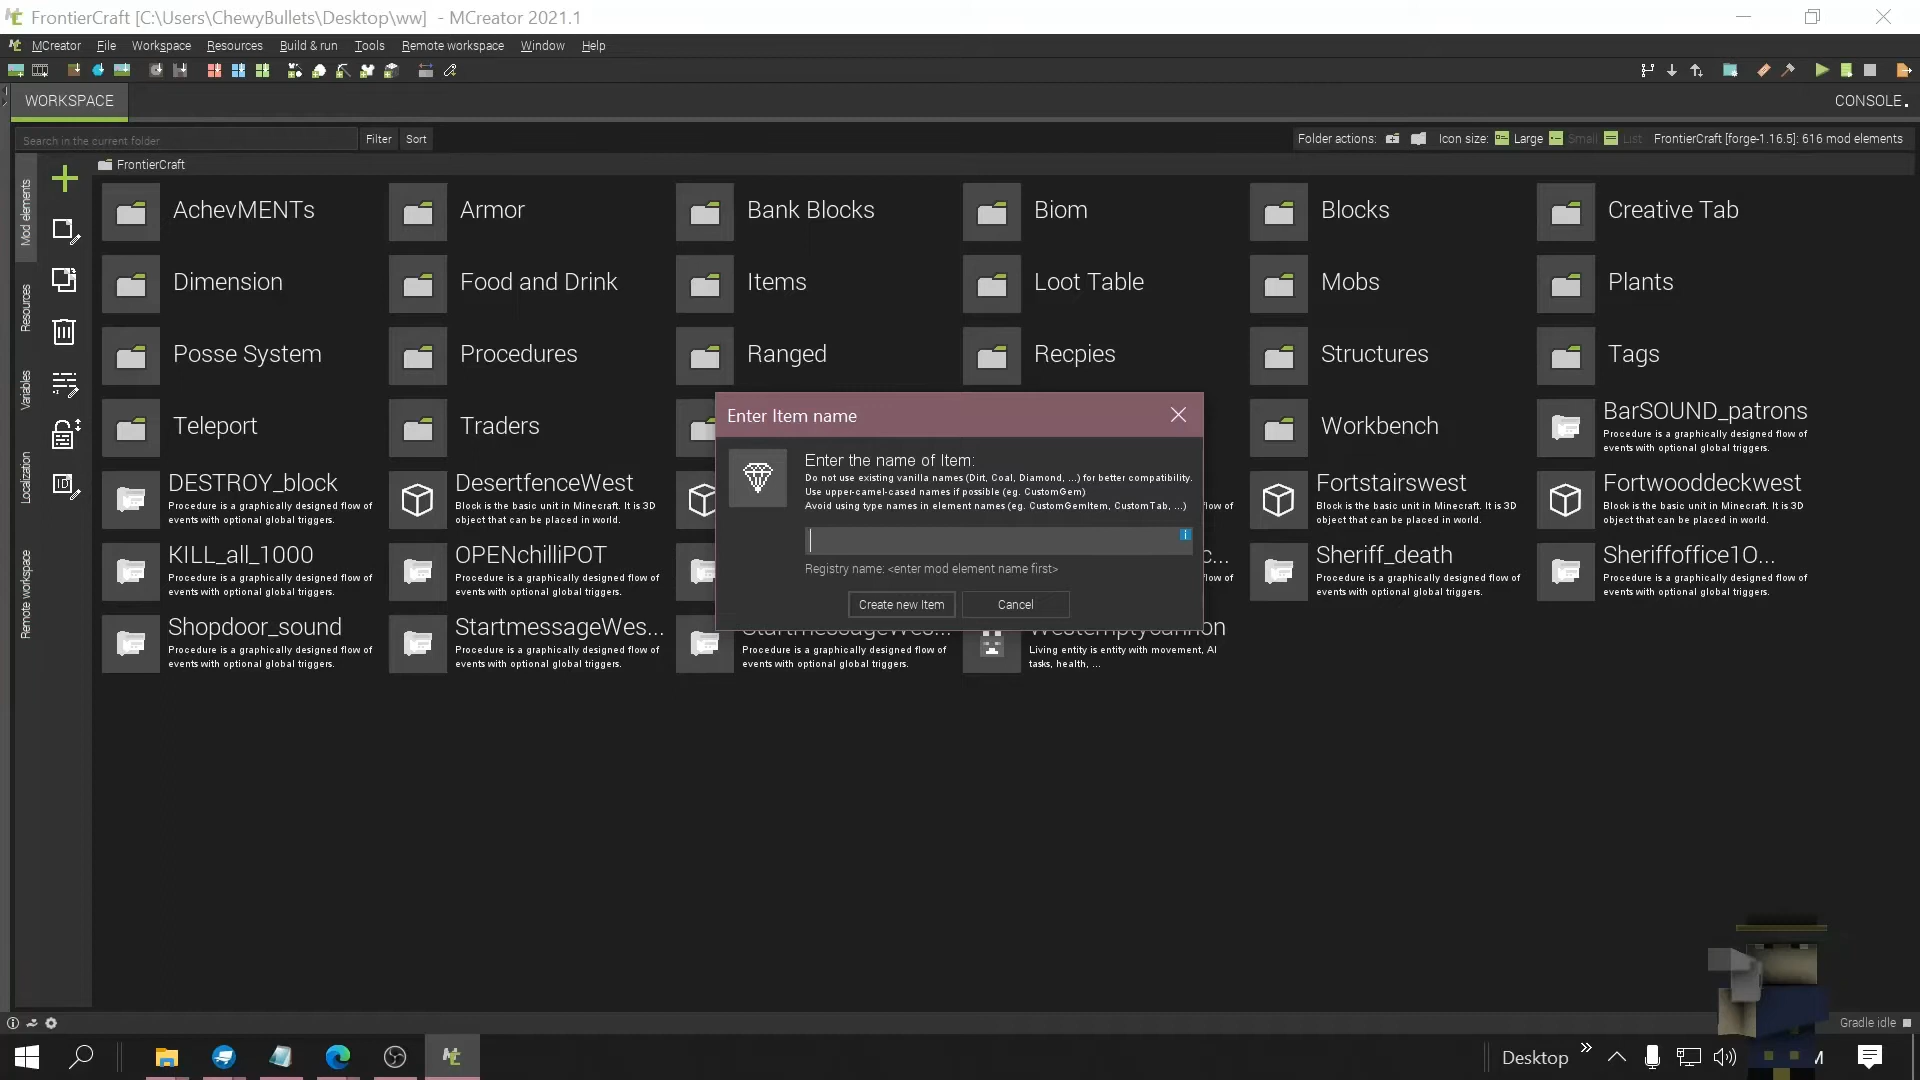 FrontierCraft [C:\Users\ChewyBullets\Desktop\ww] - MCreator 2021.1
MCreator File Workspace Resources Build & run Tools Remote workspace Window Help
WORKSPACE
CONSOLE
Search in the current folder
Filter
Sort
Folder actions:
Icon size: Large Small List
FrontierCraft [forge-1.16.5]: 616 mod elements
Mod elements
Resources
Variables
Localization
Remote workspace
FrontierCraft
AchevMENTs
Armor
Bank Blocks
Biom
Blocks
Creative Tab
Dimension
Food and Drink
Items
Loot Table
Mobs
Plants
Posse System
Procedures
Ranged
Recpies
Structures
Tags
Teleport
Traders
Workbench
BarSOUND_patrons
Procedure is a graphically designed flow of
events with optional global triggers.
DESTROY_block
Procedure is a graphically designed flow of
events with optional global triggers.
DesertfenceWest
Block is the basic unit in Minecraft. It is 3D
object that can be placed in world.
low of
Fortstairswest
Block is the basic unit in Minecraft. It is 3D
object that can be placed in world.
Fortwooddeckwest
Block is the basic unit in Minecraft. It is 3D
object that can be placed in world.
KILL_all_1000
Procedure is a graphically designed flow of
events with optional global triggers.
OPENchilliPOT
Procedure is a graphically designed flow of
events with optional global triggers.
c...
low of
Sheriff_death
Procedure is a graphically designed flow of
events with optional global triggers.
Sheriffoffice1O...
Procedure is a graphically designed flow of
events with optional global triggers.
Shopdoor_sound
Procedure is a graphically designed flow of
events with optional global triggers.
StartmessageWes...
Procedure is a graphically designed flow of
events with optional global triggers.
StartmessageWes...
Procedure is a graphically designed flow of
events with optional global triggers.
Westemptycannon
Living entity is entity with movement, AI
tasks, health, ...
Enter Item name
Enter the name of Item:
Do not use existing vanilla names (Dirt, Coal, Diamond, ...) for better compatibility.
Use upper-camel-cased names if possible (eg. CustomGem)
Avoid using type names in element names (eg. CustomGemItem, CustomTab, ...)
Registry name: <enter mod element name first>
Create new Item
Cancel
Gradle idle
Desktop
M